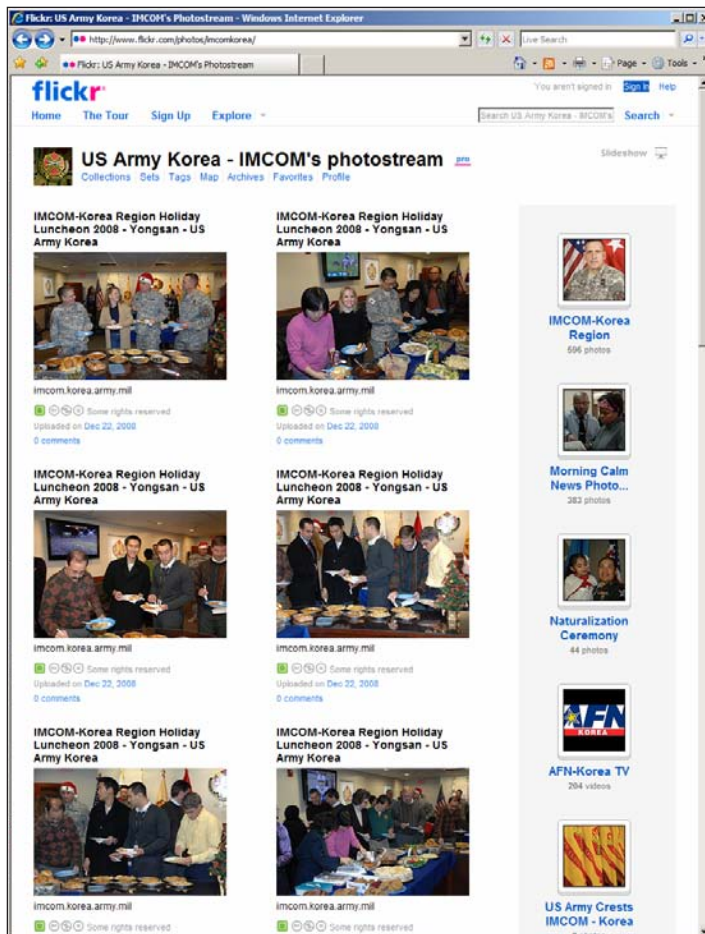 Flickr: US Army Korea - IMCOM's Photostream - Windows Internet Explorer
http://www.flickr.com/photos/imcomkorea/
Live Search
Flickr: US Army Korea - IMCOM's Photostream
Page
Tools
flickr
You aren't signed in
Sign In
Help
Home
The Tour
Sign Up
Explore
Search US Army Korea - IMCOM's
Search
US Army Korea - IMCOM's photostream
pro
Slideshow
Collections
Sets
Tags
Map
Archives
Favorites
Profile
IMCOM-Korea Region Holiday
Luncheon 2008 - Yongsan - US
Army Korea
imcom.korea.army.mil
Some rights reserved
Uploaded on Dec 22, 2008
0 comments
IMCOM-Korea Region Holiday
Luncheon 2008 - Yongsan - US
Army Korea
imcom.korea.army.mil
Some rights reserved
Uploaded on Dec 22, 2008
0 comments
IMCOM-Korea Region Holiday
Luncheon 2008 - Yongsan - US
Army Korea
imcom.korea.army.mil
Some rights reserved
Uploaded on Dec 22, 2008
0 comments
IMCOM-Korea Region Holiday
Luncheon 2008 - Yongsan - US
Army Korea
imcom.korea.army.mil
Some rights reserved
Uploaded on Dec 22, 2008
0 comments
IMCOM-Korea Region Holiday
Luncheon 2008 - Yongsan - US
Army Korea
imcom.korea.army.mil
Some rights reserved
IMCOM-Korea Region Holiday
Luncheon 2008 - Yongsan - US
Army Korea
imcom.korea.army.mil
Some rights reserved
IMCOM-Korea
Region
596 photos
Morning Calm
News Photo...
383 photos
Naturalization
Ceremony
44 photos
AFN
KOREA
AFN-Korea TV
204 videos
US Army Crests
IMCOM - Korea